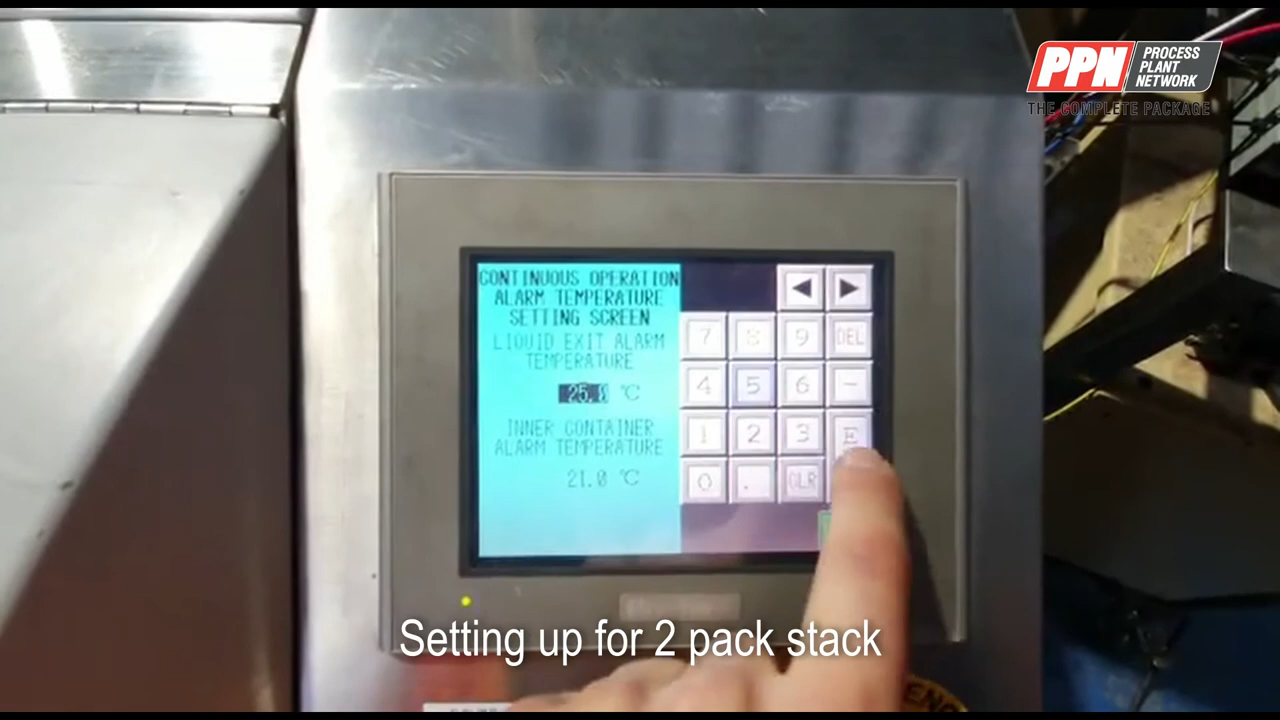 PPN PROCESS
PLANT
NETWORK
THE COMPLETE PACKAGE
CONTINUOUS OPERATION
ALARM TEMPERATURE
SETTING SCREEN
LIQUID EXIT ALARM
TEMPERATURE
25.0 ℃
INNER CONTAINER
ALARM TEMPERATURE
21.0 ℃
7 8 9 DEL
4 5 6 -
1 2 3 E
0 . CLR
Setting up for 2 pack stack